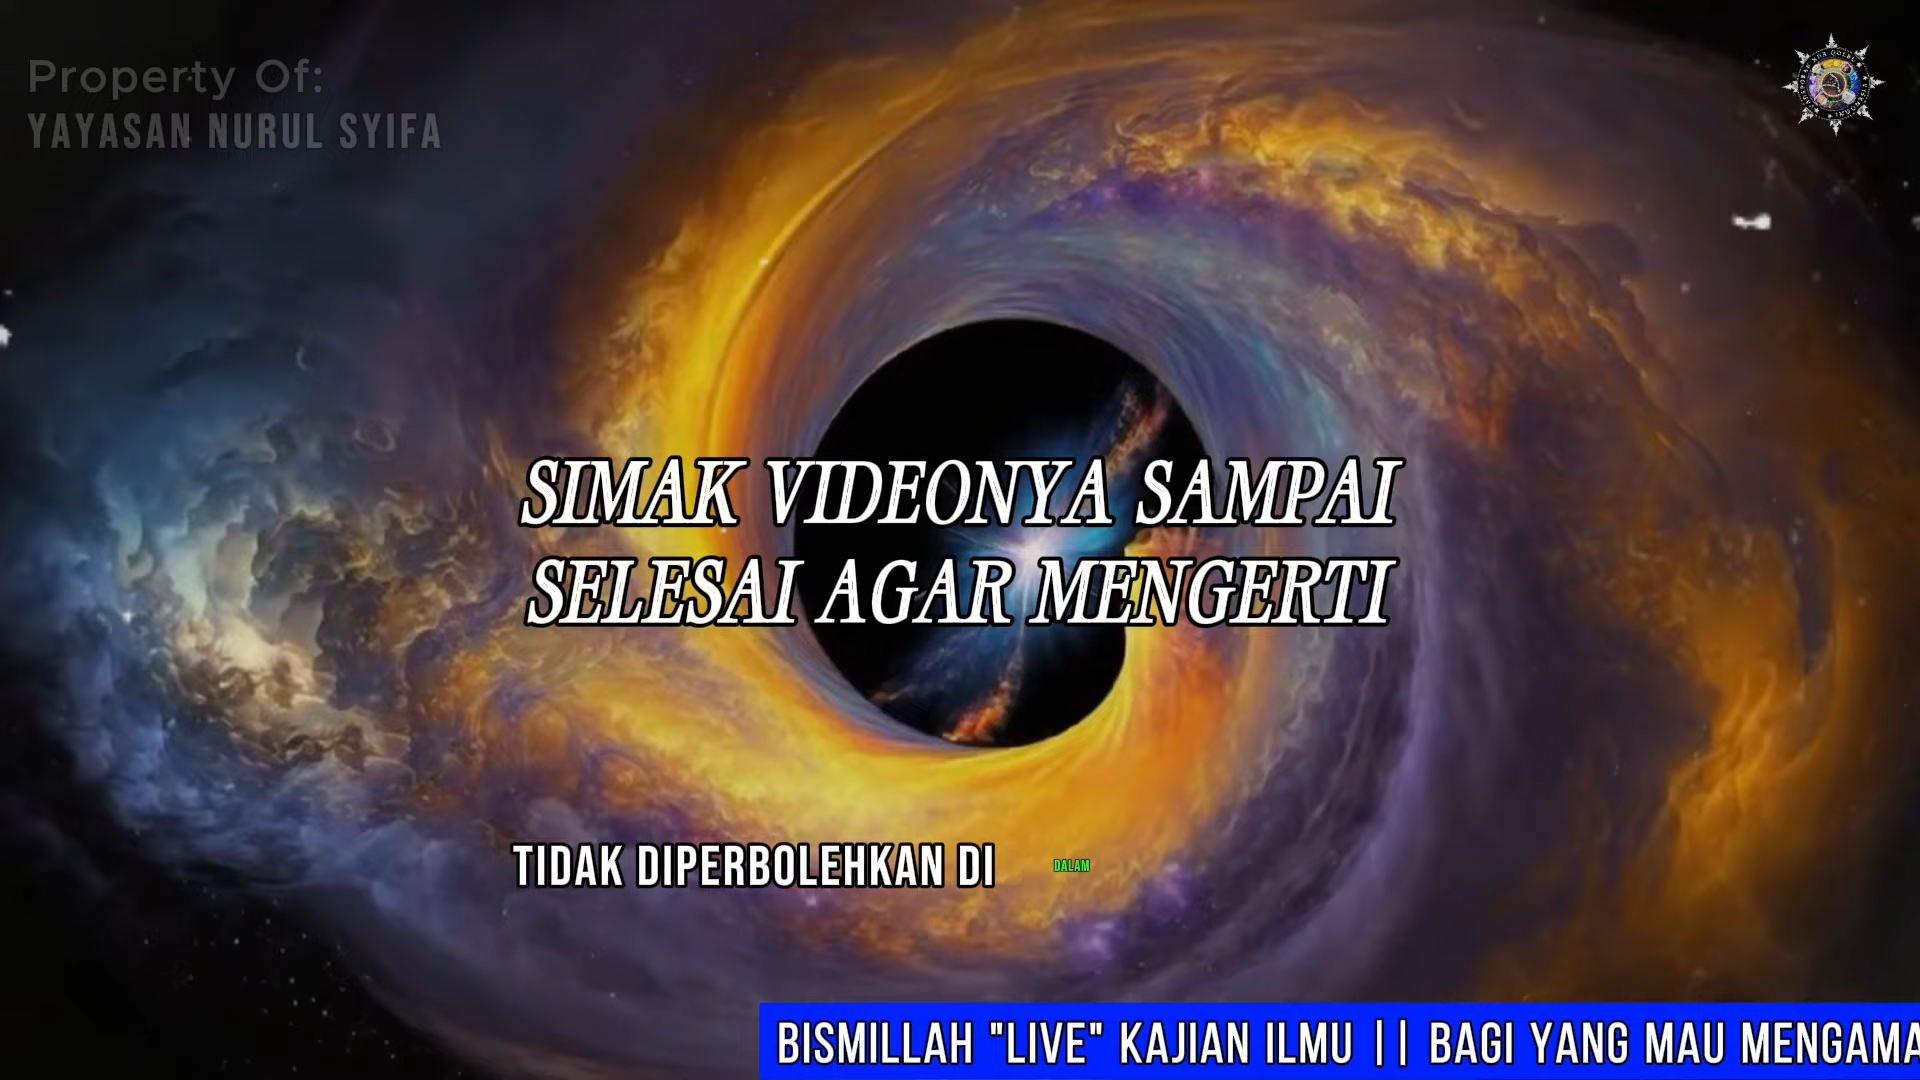 Property Of:
YAYASAN NURUL SYIFA
SIMAK VIDEONYA SAMPAI
SELESAI AGAR MENGERTI
TIDAK DIPERBOLEHKAN DI DALAM
BISMILLAH "LIVE" KAJIAN ILMU || BAGI YANG MAU MENGAMA